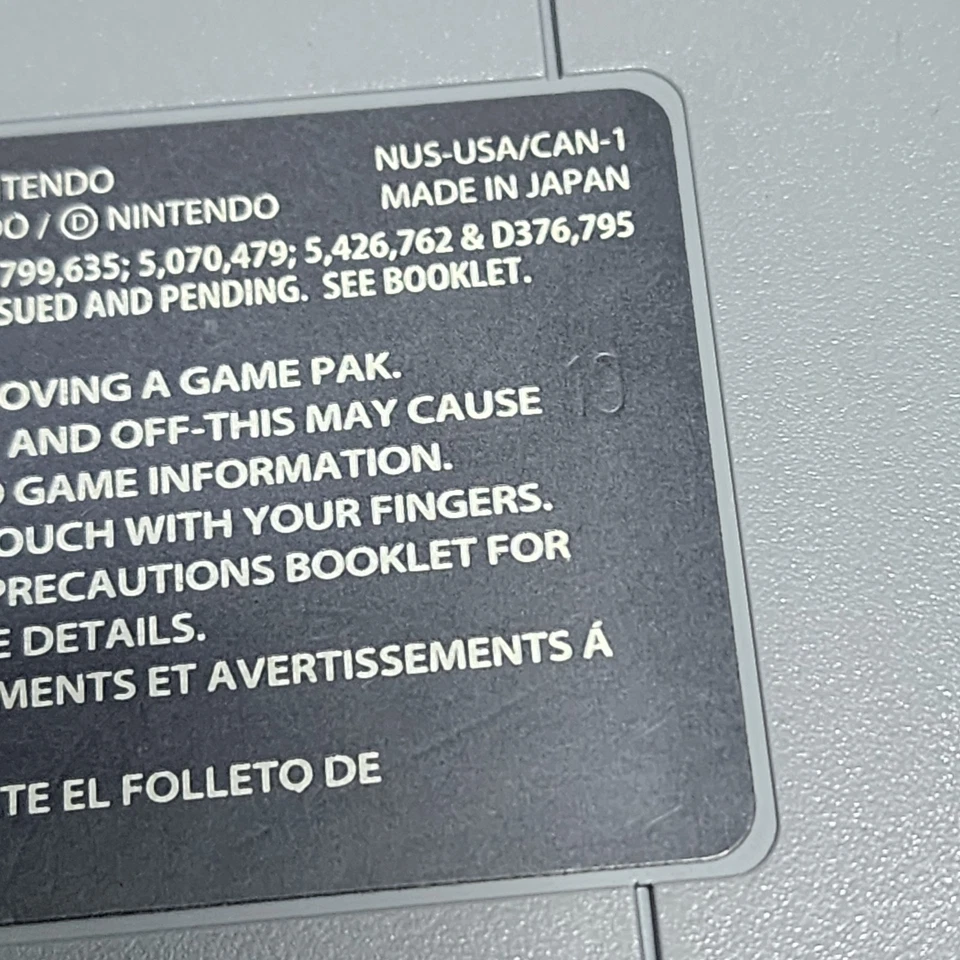 TENDO
NUS-USA/CAN-1
DO / Ⓓ NINTENDO
MADE IN JAPAN
799,635; 5,070,479; 5,426,762 & D376,795
SUED AND PENDING. SEE BOOKLET.
OVING A GAME PAK.
10
AND OFF-THIS MAY CAUSE
GAME INFORMATION.
OUCH WITH YOUR FINGERS.
PRECAUTIONS BOOKLET FOR
E DETAILS.
MENTS ET AVERTISSEMENTS Á
TE EL FOLLETO DE